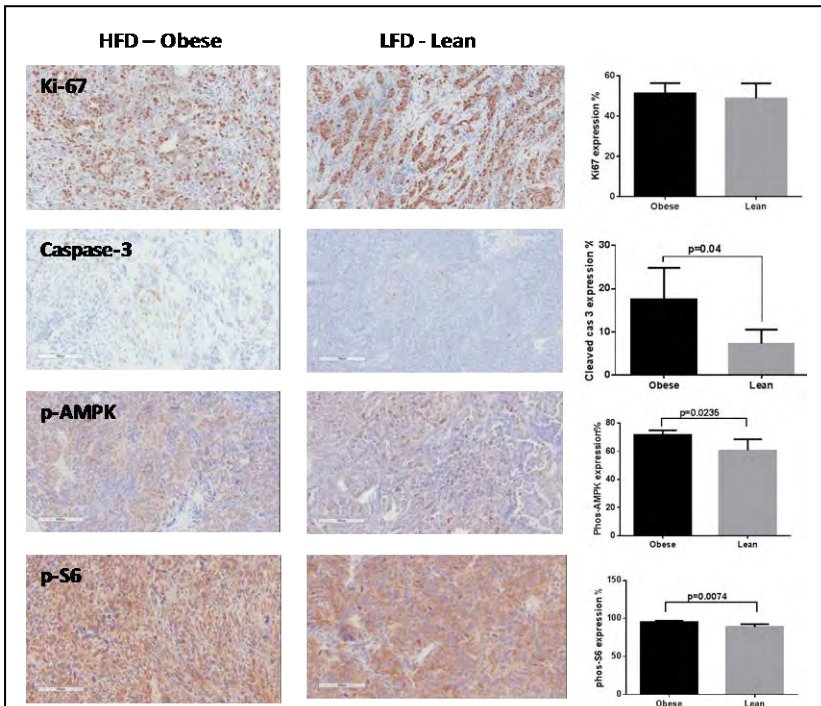 HFD – Obese
LFD - Lean
Ki-67
Ki67 expression %
60
40
20
0
Obese
Lean
Caspase-3
Cleaved cas 3 expression %
30
20
10
0
p=0.04
Obese
Lean
p-AMPK
Phos-AMPK expression%
80
60
40
20
0
p=0.0235
Obese
Lean
p-S6
phos-S6 expression %
150
100
50
0
p=0.0074
Obese
Lean